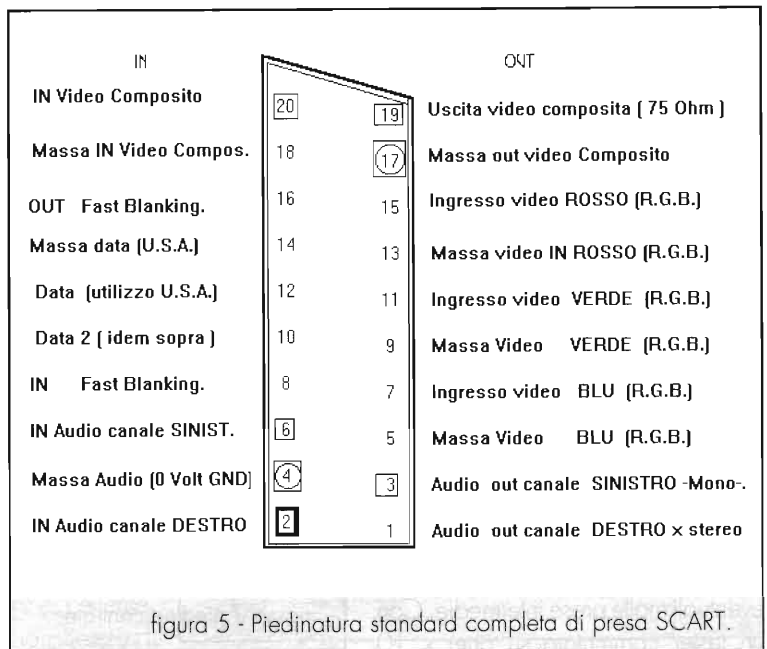 IN OUT
IN Video Composito 20 19 Uscita video composita ( 75 Ohm )
Massa IN Video Compos. 18 17 Massa out video Composito
OUT Fast Blanking. 16 15 Ingresso video ROSSO (R.G.B.)
Massa data (U.S.A.) 14 13 Massa video IN ROSSO (R.G.B.)
Data (utilizzo U.S.A.) 12 11 Ingresso video VERDE (R.G.B.)
Data 2 ( idem sopra ) 10 9 Massa Video VERDE (R.G.B.)
IN Fast Blanking. 8 7 Ingresso video BLU (R.G.B.)
IN Audio canale SINIST. 6 5 Massa Video BLU (R.G.B.)
Massa Audio (0 Volt GND) 4 3 Audio out canale SINISTRO -Mono-.
IN Audio canale DESTRO 2 1 Audio out canale DESTRO x stereo
figura 5 - Piedinatura standard completa di presa SCART.